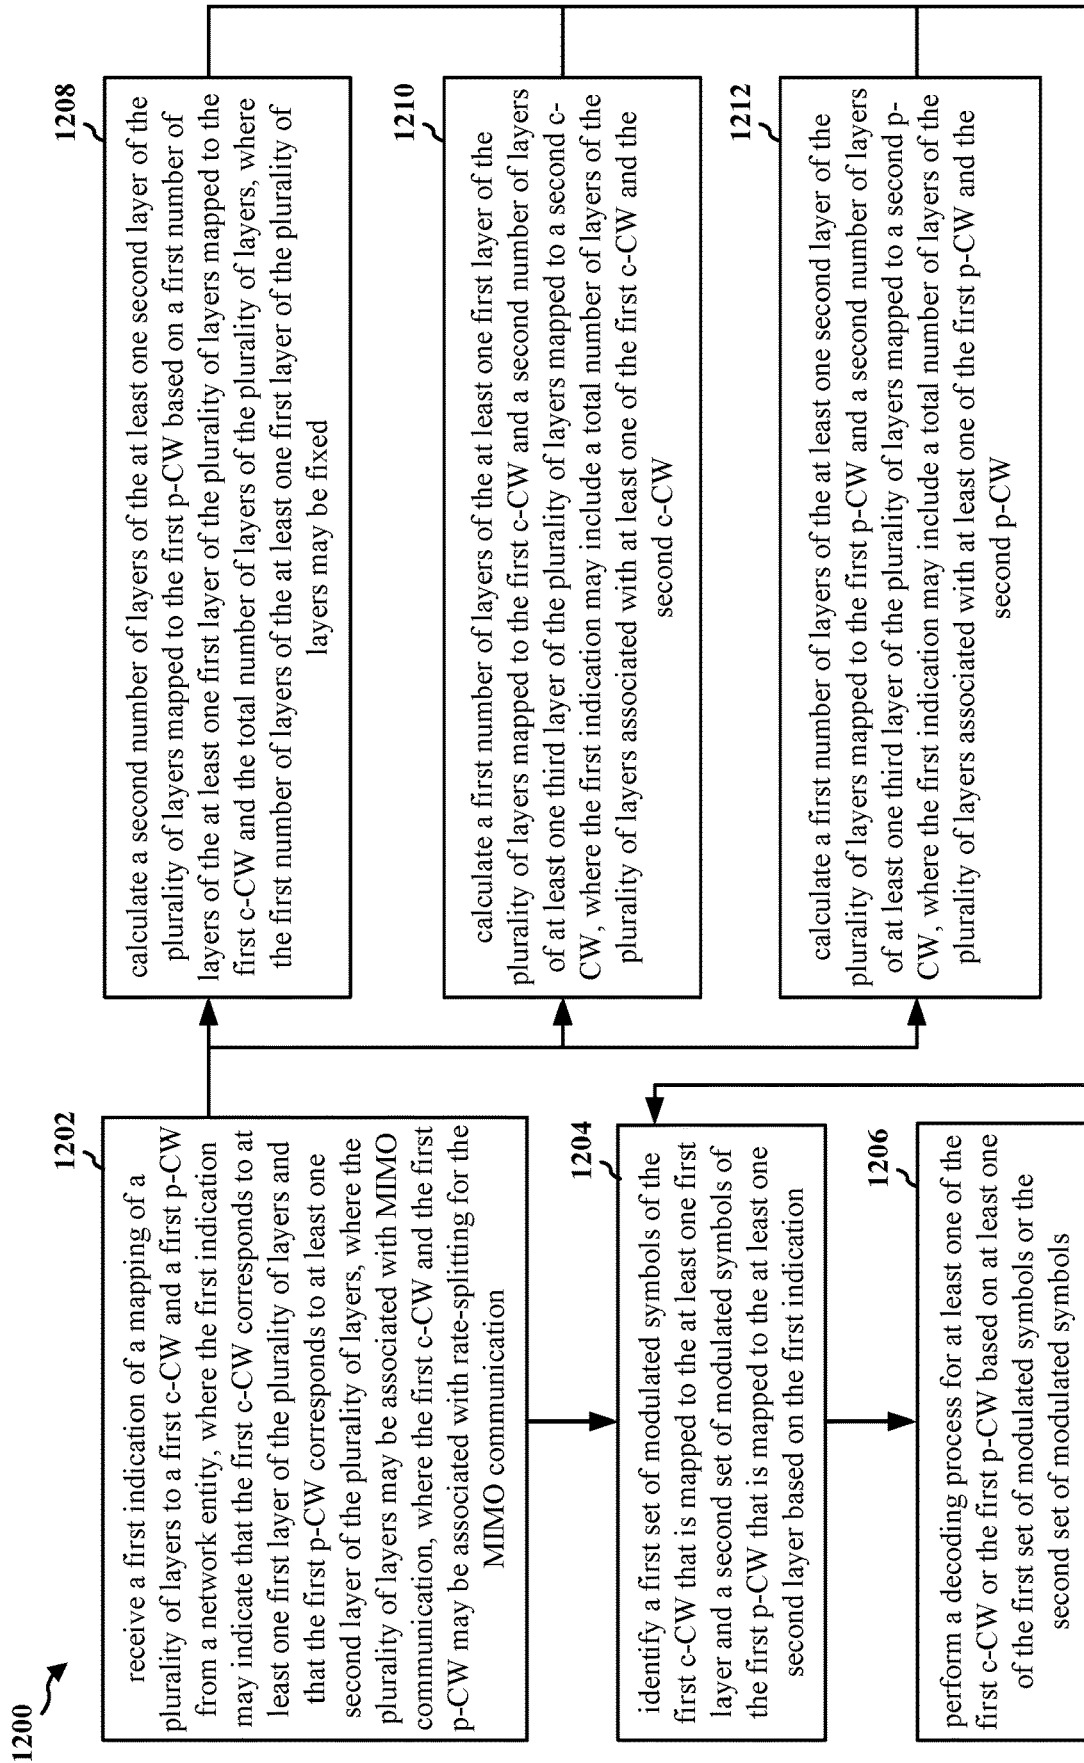 1200
1202
receive a first indication of a mapping of a
plurality of layers to a first c-CW and a first p-CW
from a network entity, where the first indication
may indicate that the first c-CW corresponds to at
least one first layer of the plurality of layers and
that the first p-CW corresponds to at least one
second layer of the plurality of layers, where the
plurality of layers may be associated with MIMO
communication, where the first c-CW and the first
p-CW may be associated with rate-splitting for the
MIMO communication
1204
identify a first set of modulated symbols of the
first c-CW that is mapped to the at least one first
layer and a second set of modulated symbols of
the first p-CW that is mapped to the at least one
second layer based on the first indication
1206
perform a decoding process for at least one of the
first c-CW or the first p-CW based on at least one
of the first set of modulated symbols or the
second set of modulated symbols
1208
calculate a second number of layers of the at least one second layer of the
plurality of layers mapped to the first p-CW based on a first number of
layers of the at least one first layer of the plurality of layers mapped to the
first c-CW and the total number of layers of the plurality of layers, where
the first number of layers of the at least one first layer of the plurality of
layers may be fixed
1210
calculate a first number of layers of the at least one first layer of the
plurality of layers mapped to the first c-CW and a second number of layers
of at least one third layer of the plurality of layers mapped to a second c-
CW, where the first indication may include a total number of layers of the
plurality of layers associated with at least one of the first c-CW and the
second c-CW
1212
calculate a first number of layers of the at least one second layer of the
plurality of layers mapped to the first p-CW and a second number of layers
of at least one third layer of the plurality of layers mapped to a second p-
CW, where the first indication may include a total number of layers of the
plurality of layers associated with at least one of the first p-CW and the
second p-CW